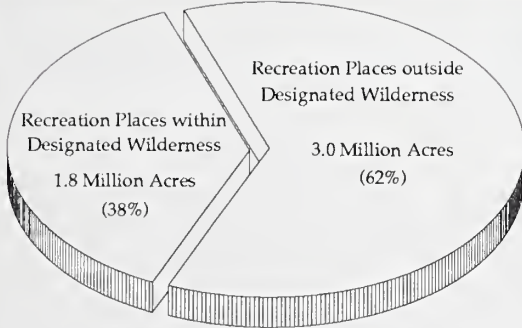 Recreation Places within
Designated Wilderness
1.8 Million Acres
(38%)
Recreation Places outside
Designated Wilderness
3.0 Million Acres
(62%)